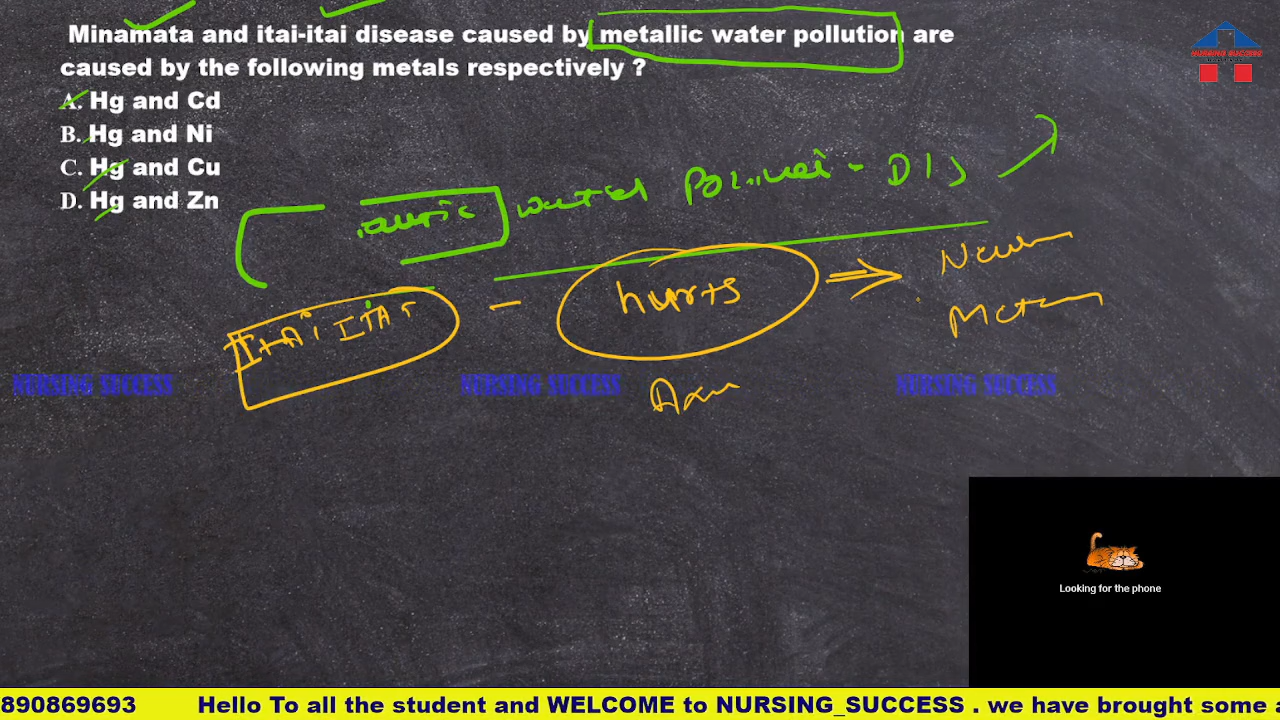 Minamata and itai-itai disease caused by metallic water pollution are
caused by the following metals respectively ?
A. Hg and Cd
B. Hg and Ni
C. Hg and Cu
D. Hg and Zn
NURSING SUCCESS
water
DIS
ItAi ITAI - hurts
NURSING SUCCESS NURSING SUCCESS NURSING SUCCESS
Looking for the phone
890869693 Hello To all the student and WELCOME to NURSING_SUCCESS . we have brought some a